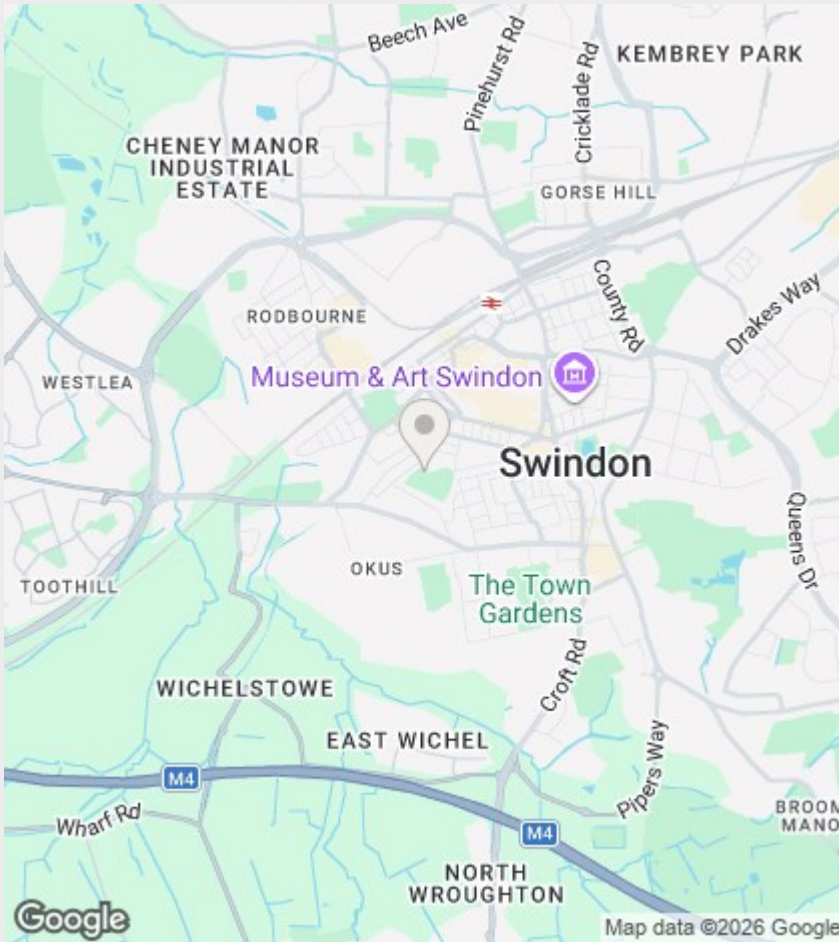 Beech Ave
Pinehurst Rd
Cricklade Rd
KEMBREY PARK
CHENEY MANOR
INDUSTRIAL
ESTATE
GORSE HILL
County Rd
Drakes Way
RODBOURNE
WESTLEA
Museum & Art Swindon
Swindon
Queens Dr
OKUS
TOOTHILL
The Town
Gardens
Croft Rd
WICHELSTOWE
EAST WICHEL
Pipers Way
M4
Wharf Rd
M4
BROOM
MANO
NORTH
WROUGHTON
Google
Map data ©2026 Google